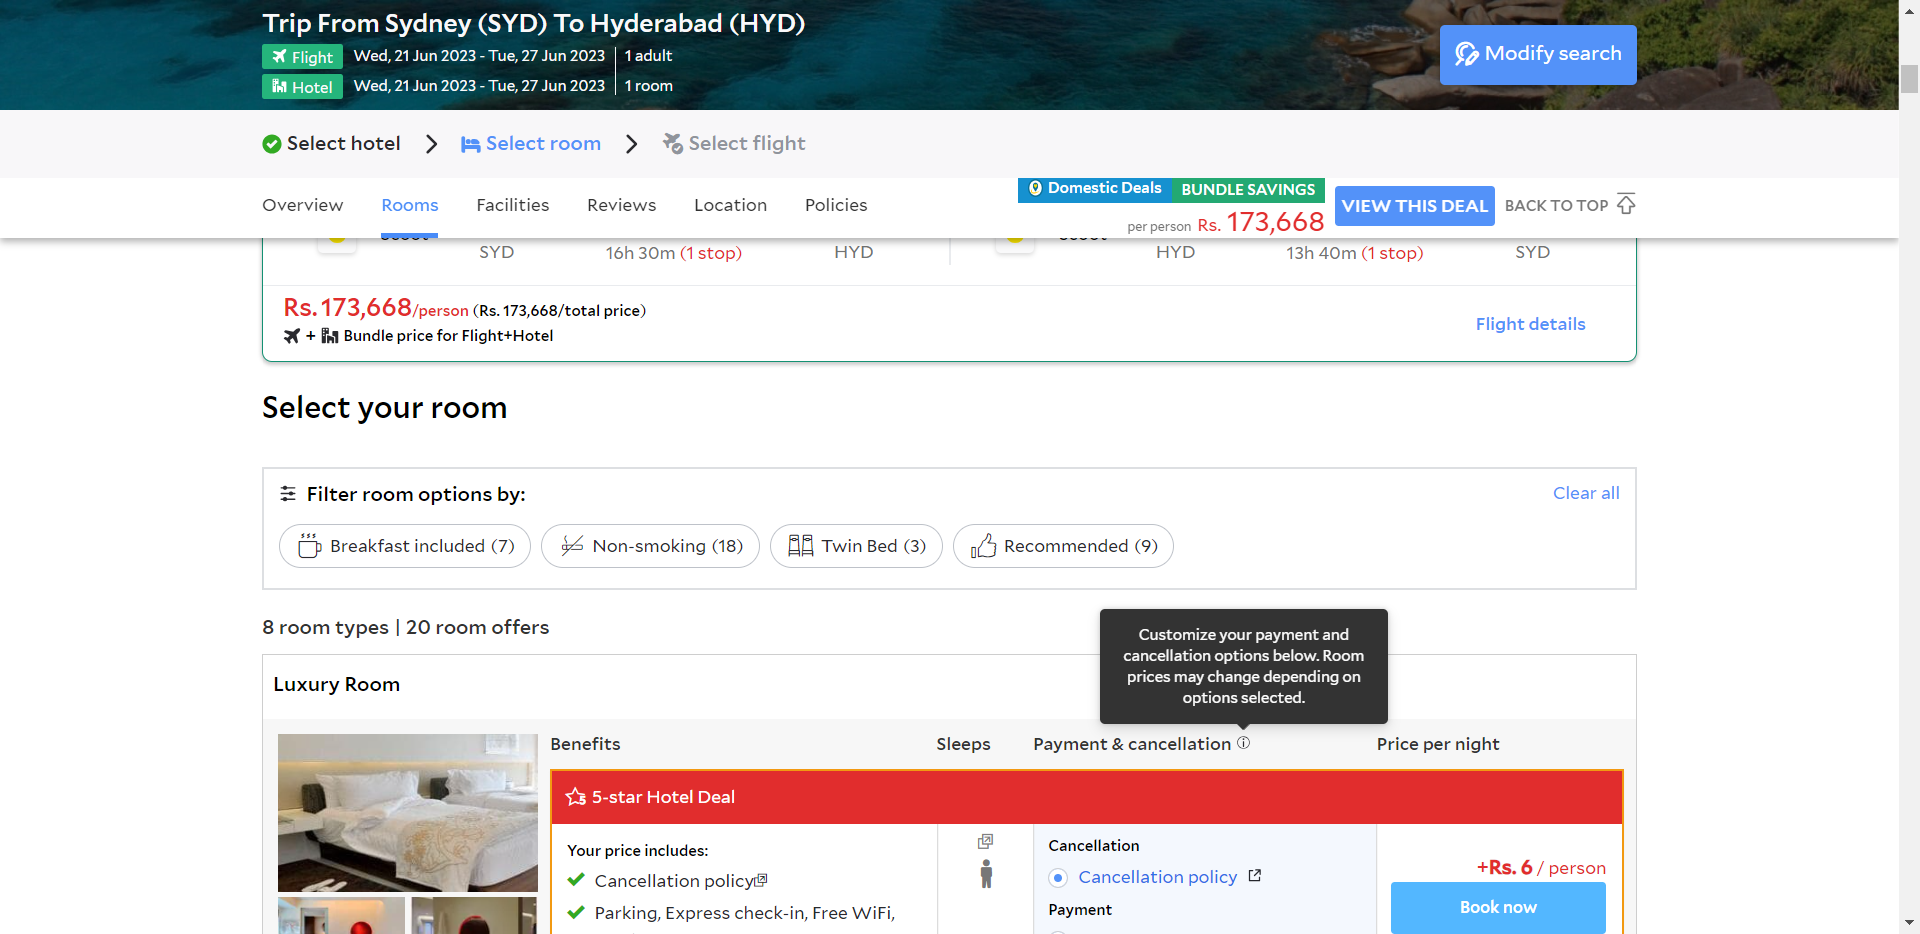 Trip From Sydney (SYD) To Hyderabad (HYD)
Flight Wed, 21 Jun 2023 - Tue, 27 Jun 2023 1 adult
Hotel Wed, 21 Jun 2023 - Tue, 27 Jun 2023 1 room
Modify search
Select hotel Select room Select flight
Domestic Deals BUNDLE SAVINGS
Overview Rooms Facilities Reviews Location Policies
per person Rs. 173,668
VIEW THIS DEAL BACK TO TOP
SYD 16h 30m (1 stop) HYD HYD 13h 40m (1 stop) SYD
Rs. 173,668/person (Rs. 173,668/total price)
+ Bundle price for Flight+Hotel
Flight details
Select your room
Filter room options by:
Clear all
Breakfast included (7) Non-smoking (18) Twin Bed (3) Recommended (9)
8 room types | 20 room offers
Customize your payment and
cancellation options below. Room
prices may change depending on
options selected.
Luxury Room
Benefits Sleeps Payment & cancellation Price per night
5 5-star Hotel Deal
Your price includes:
Cancellation policy
Parking, Express check-in, Free WiFi,
Cancellation
Cancellation policy
Payment
+Rs. 6 / person
Book now